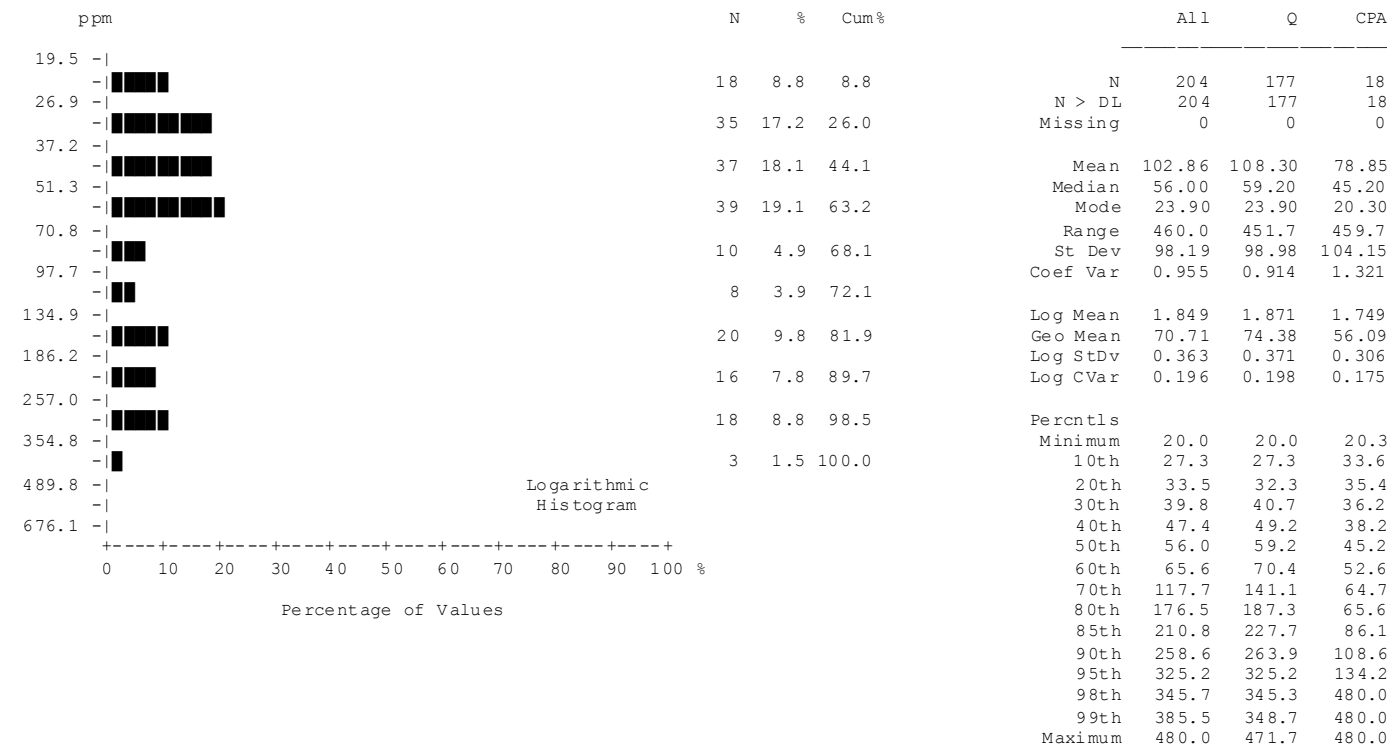 ppm N % Cum% All Q CPA
19.5 -|
-| 18 8.8 8.8 N 204 177 18
26.9 -| N > DL 204 177 18
-| 35 17.2 26.0 Missing 0 0 0
37.2 -|
-| 37 18.1 44.1 Mean 102.86 108.30 78.85
51.3 -| Median 56.00 59.20 45.20
-| 39 19.1 63.2 Mode 23.90 23.90 20.30
70.8 -| Range 460.0 451.7 459.7
-| 10 4.9 68.1 St Dev 98.19 98.98 104.15
97.7 -| Coef Var 0.955 0.914 1.321
-| 8 3.9 72.1
134.9 -| Log Mean 1.849 1.871 1.749
-| 20 9.8 81.9 Geo Mean 70.71 74.38 56.09
186.2 -| Log StDv 0.363 0.371 0.306
-| 16 7.8 89.7 Log CVar 0.196 0.198 0.175
257.0 -|
-| 18 8.8 98.5 Percntls
354.8 -| Minimum 20.0 20.0 20.3
-| 3 1.5 100.0 10th 27.3 27.3 33.6
489.8 -| Logarithmic 20th 33.5 32.3 35.4
-| Histogram 30th 39.8 40.7 36.2
676.1 -| 40th 47.4 49.2 38.2
+----+----+----+----+----+----+----+----+----+----+ 50th 56.0 59.2 45.2
0 10 20 30 40 50 60 70 80 90 100 % 60th 65.6 70.4 52.6
70th 117.7 141.1 64.7
Percentage of Values 80th 176.5 187.3 65.6
85th 210.8 227.7 86.1
90th 258.6 263.9 108.6
95th 325.2 325.2 134.2
98th 345.7 345.3 480.0
99th 385.5 348.7 480.0
Maximum 480.0 471.7 480.0